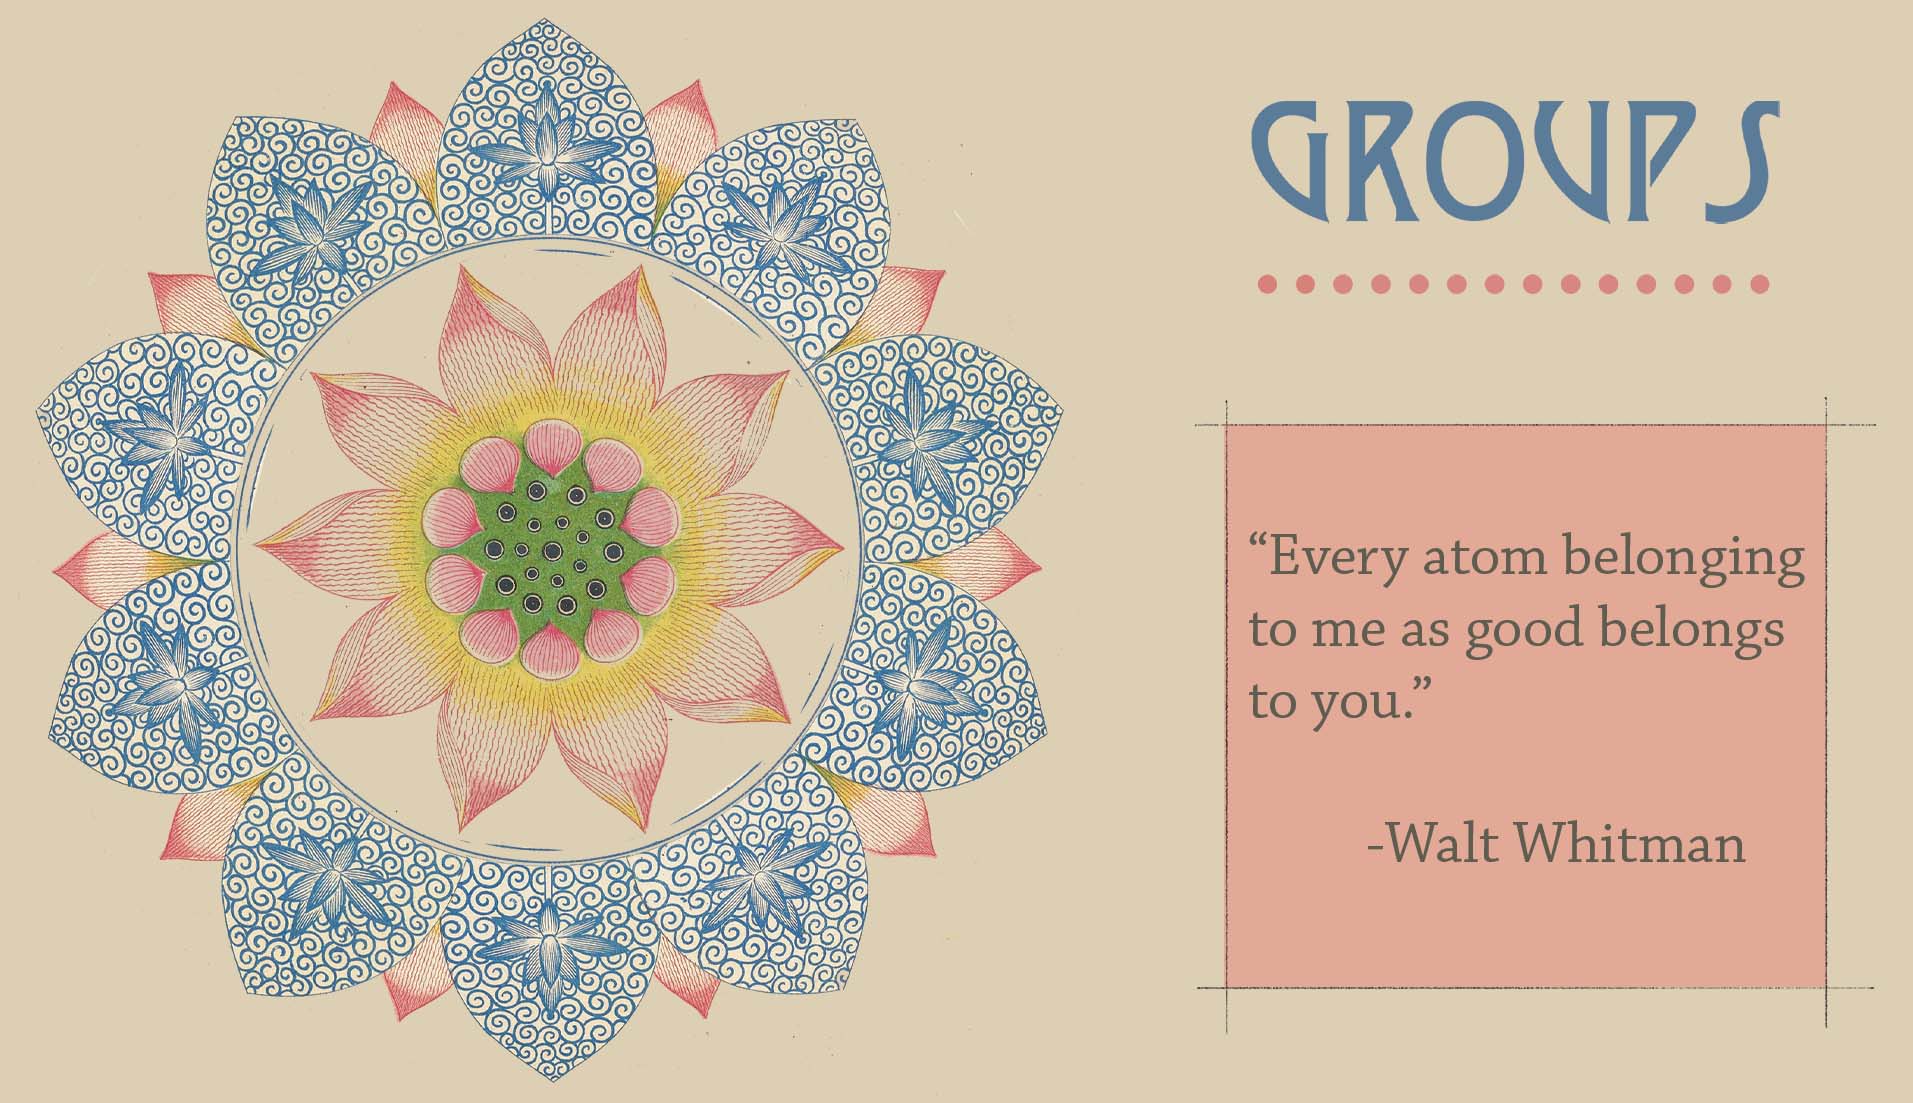 GROUPS
“Every atom belonging
to me as good belongs
to you.”
-Walt Whitman